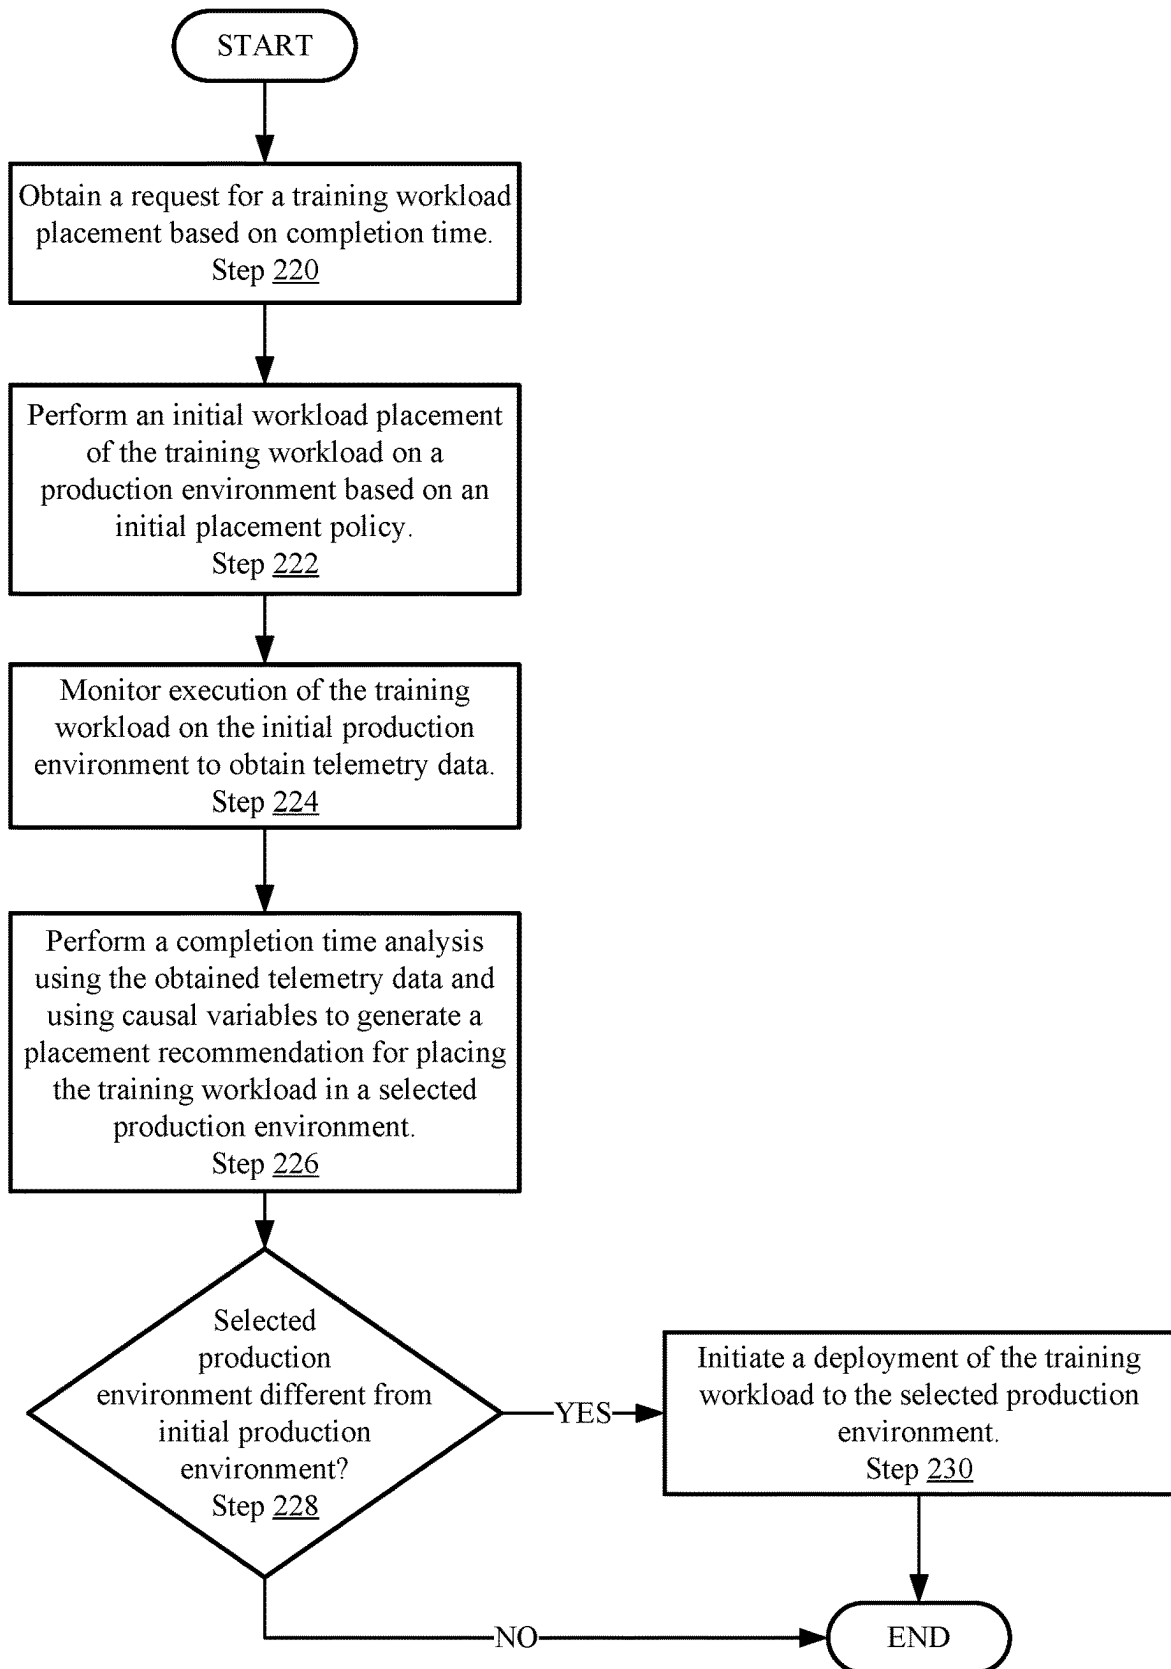 START
Obtain a request for a training workload
placement based on completion time.
Step 220
Perform an initial workload placement
of the training workload on a
production environment based on an
initial placement policy.
Step 222
Monitor execution of the training
workload on the initial production
environment to obtain telemetry data.
Step 224
Perform a completion time analysis
using the obtained telemetry data and
using causal variables to generate a
placement recommendation for placing
the training workload in a selected
production environment.
Step 226
Selected
production
environment different from
initial production
environment?
Step 228
YES
Initiate a deployment of the training
workload to the selected production
environment.
Step 230
NO
END